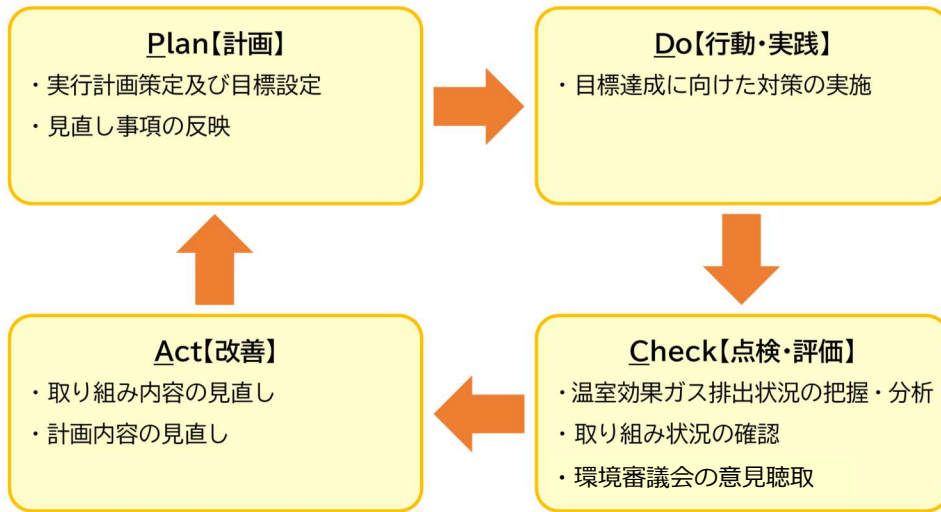 Plan【計画】
・実行計画策定及び目標設定
・見直し事項の反映
Do【行動・実践】
・目標達成に向けた対策の実施
Check【点検・評価】
・温室効果ガス排出状況の把握・分析
・取り組み状況の確認
・環境審議会の意見聴取
Act【改善】
・取り組み内容の見直し
・計画内容の見直し